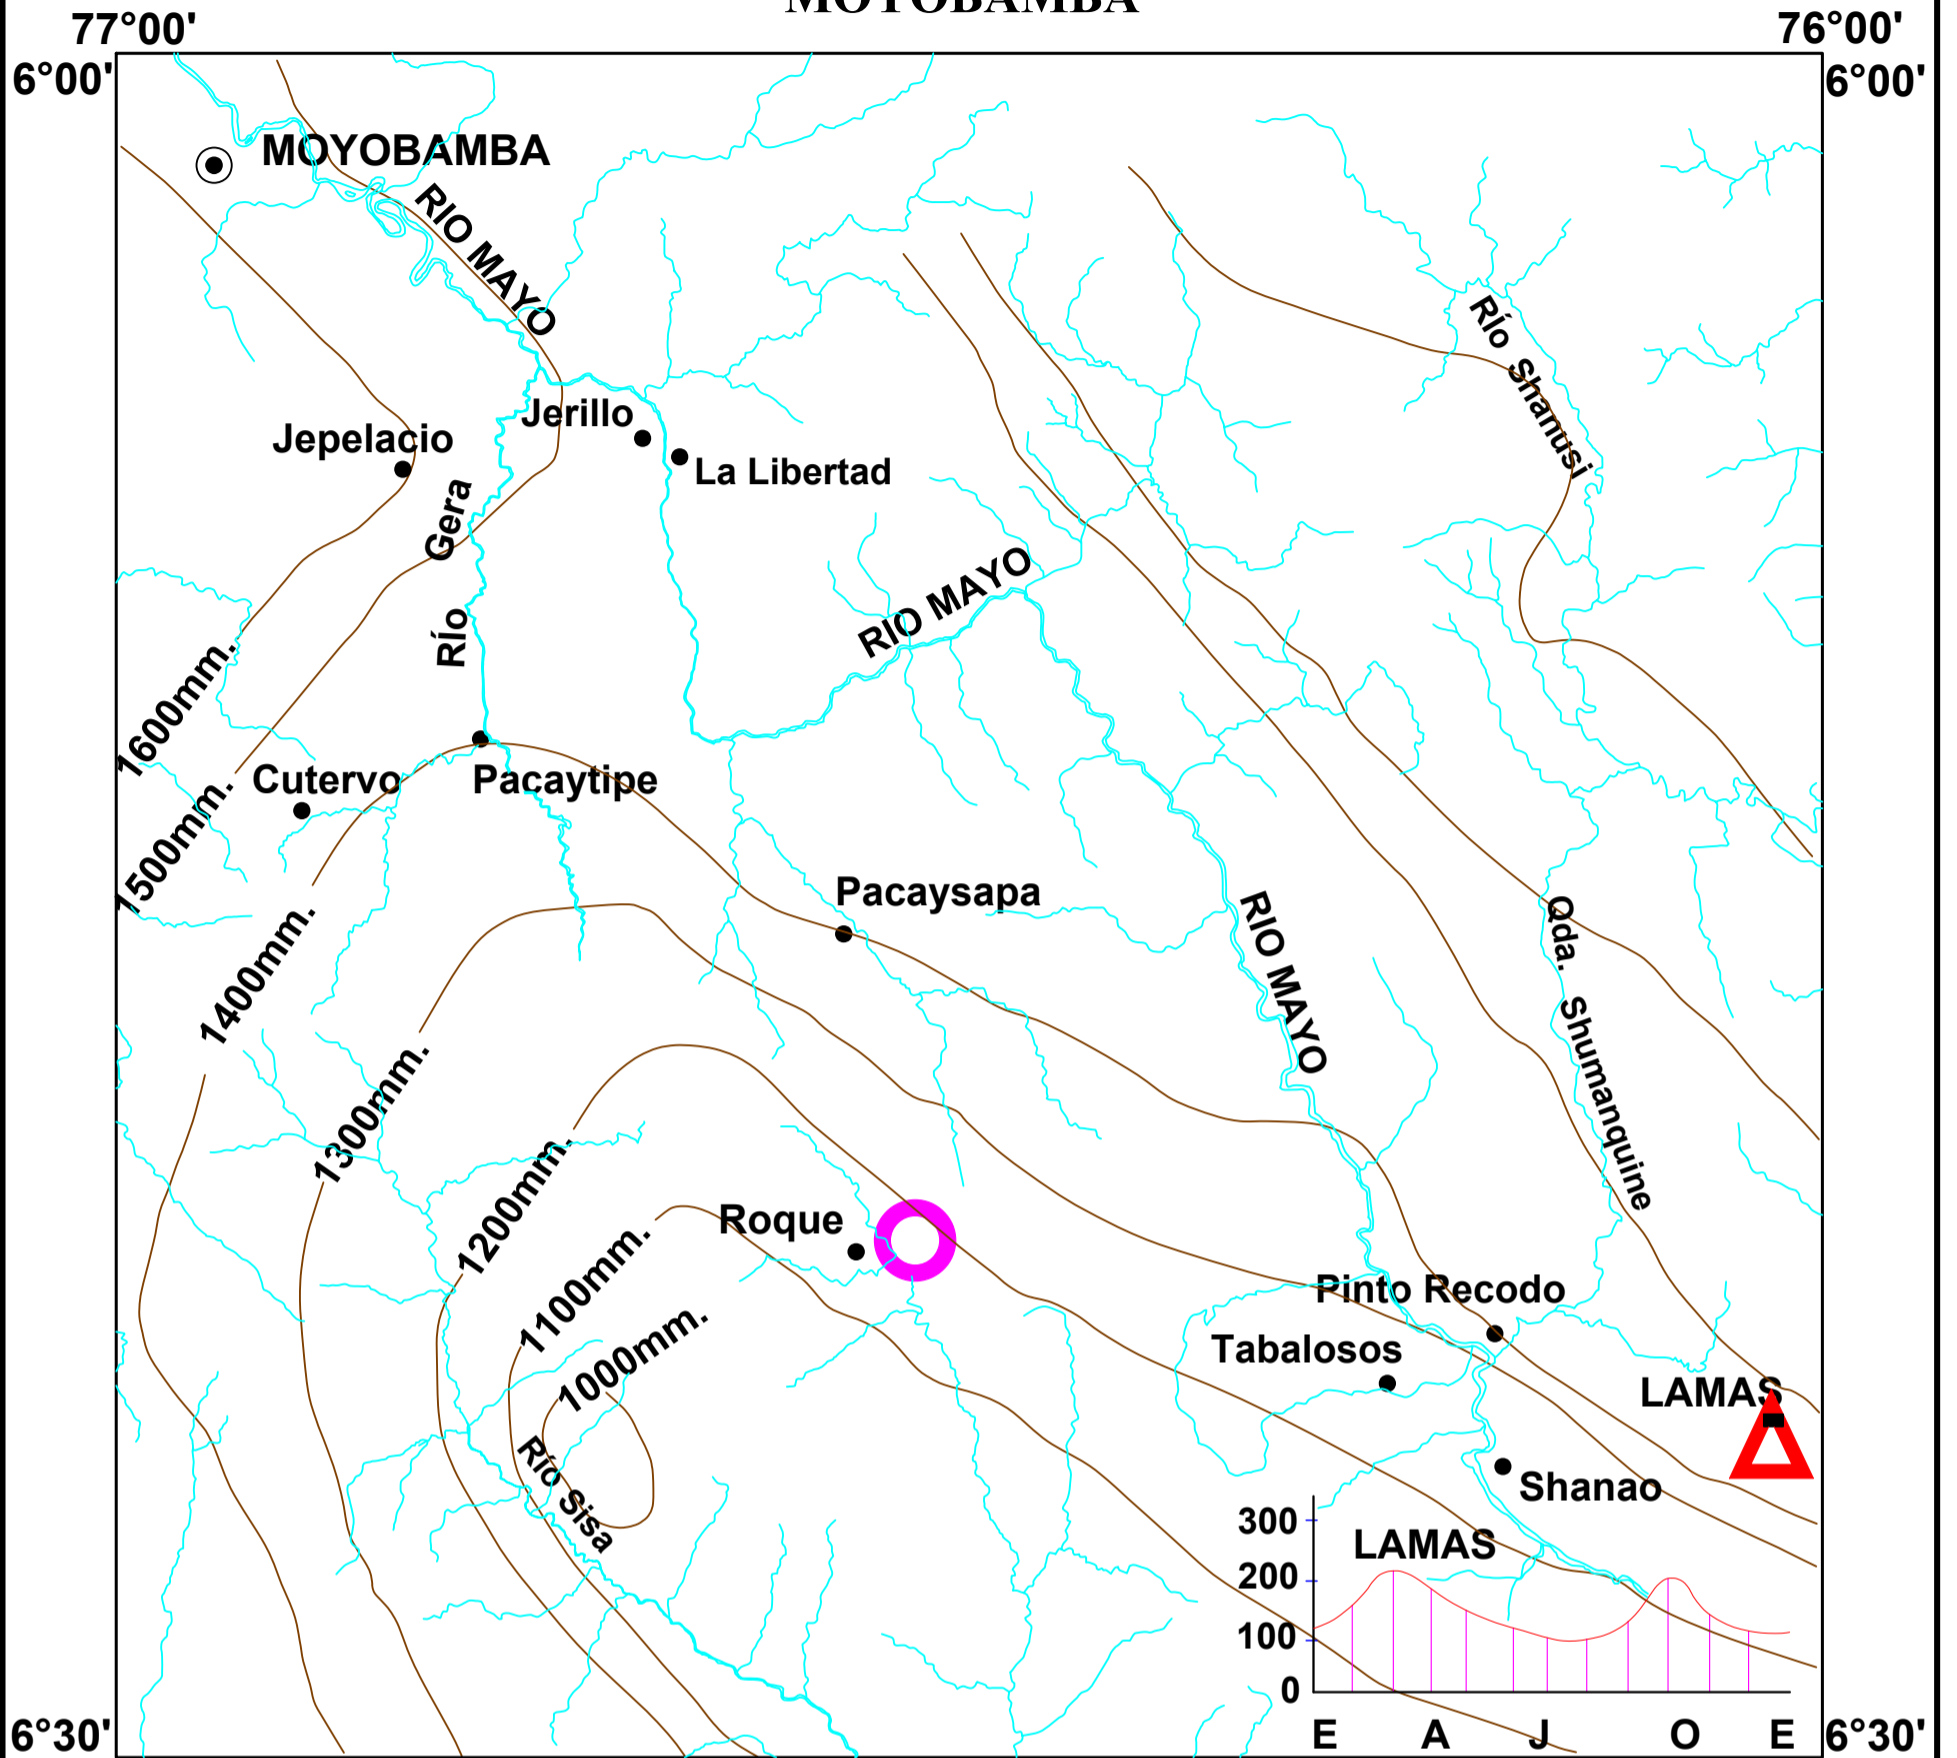 MOYOBAMBA
77°00'
76°00'
6°00'
6°00'
MOYOBAMBA
RIO MAYO
Río Shanusi
Jerillo
Jepelacio
La Libertad
Río Gera
RIO MAYO
1600mm.
Cutervo
Pacaytipe
1500mm.
Pacaysapa
RIO MAYO
Qda. Shumanquine
1400mm.
1300mm.
1200mm.
Roque
1100mm.
Pinto Recodo
1000mm.
Tabalosos
LAMAS
Río Sisa
Shanao
300
LAMAS
200
100
0
E A J O E
6°30'
6°30'